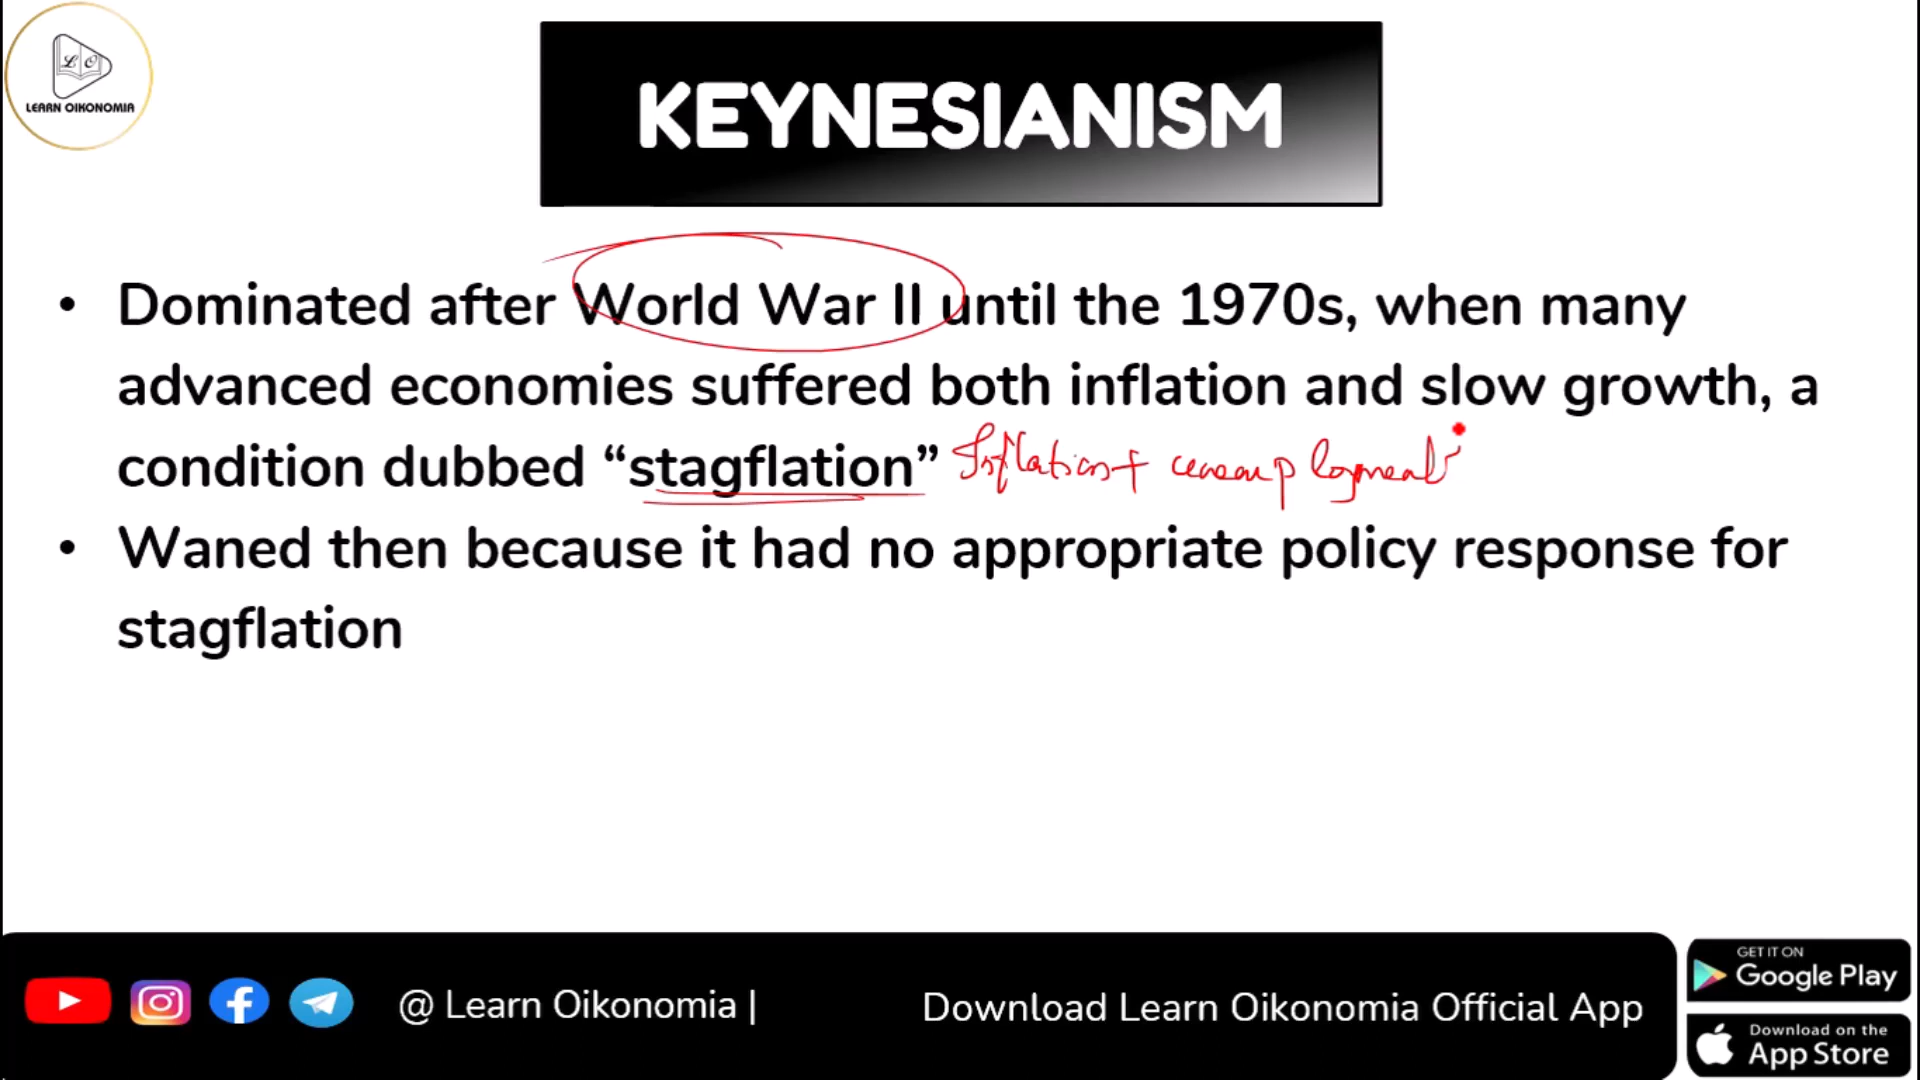 L O
LEARN OIKONOMIA
KEYNESIANISM
• Dominated after World War II until the 1970s, when many
advanced economies suffered both inflation and slow growth, a
condition dubbed “stagflation” Inflation + unemployment
• Waned then because it had no appropriate policy response for
stagflation
@ Learn Oikonomia |
Download Learn Oikonomia Official App
GET IT ON
Google Play
Download on the
App Store